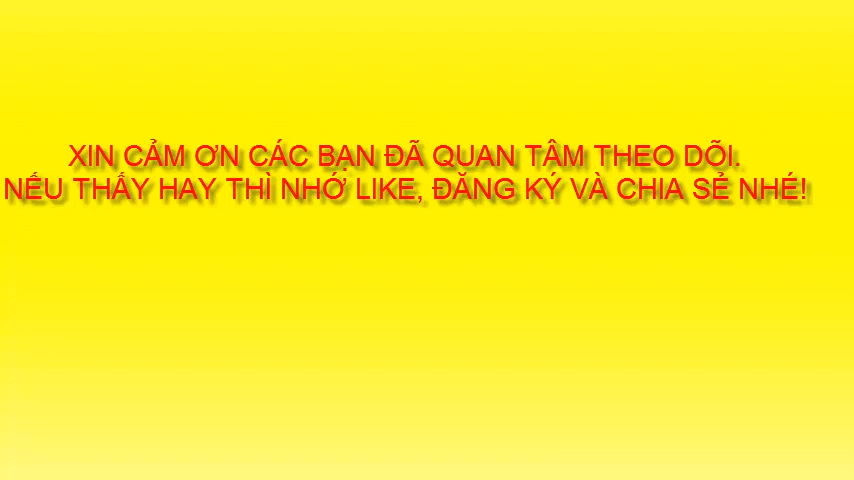 XIN CẢM ƠN CÁC BẠN ĐÃ QUAN TÂM THEO DÕI.
NẾU THẤY HAY THÌ NHỚ LIKE, ĐĂNG KÝ VÀ CHIA SẺ NHÉ!